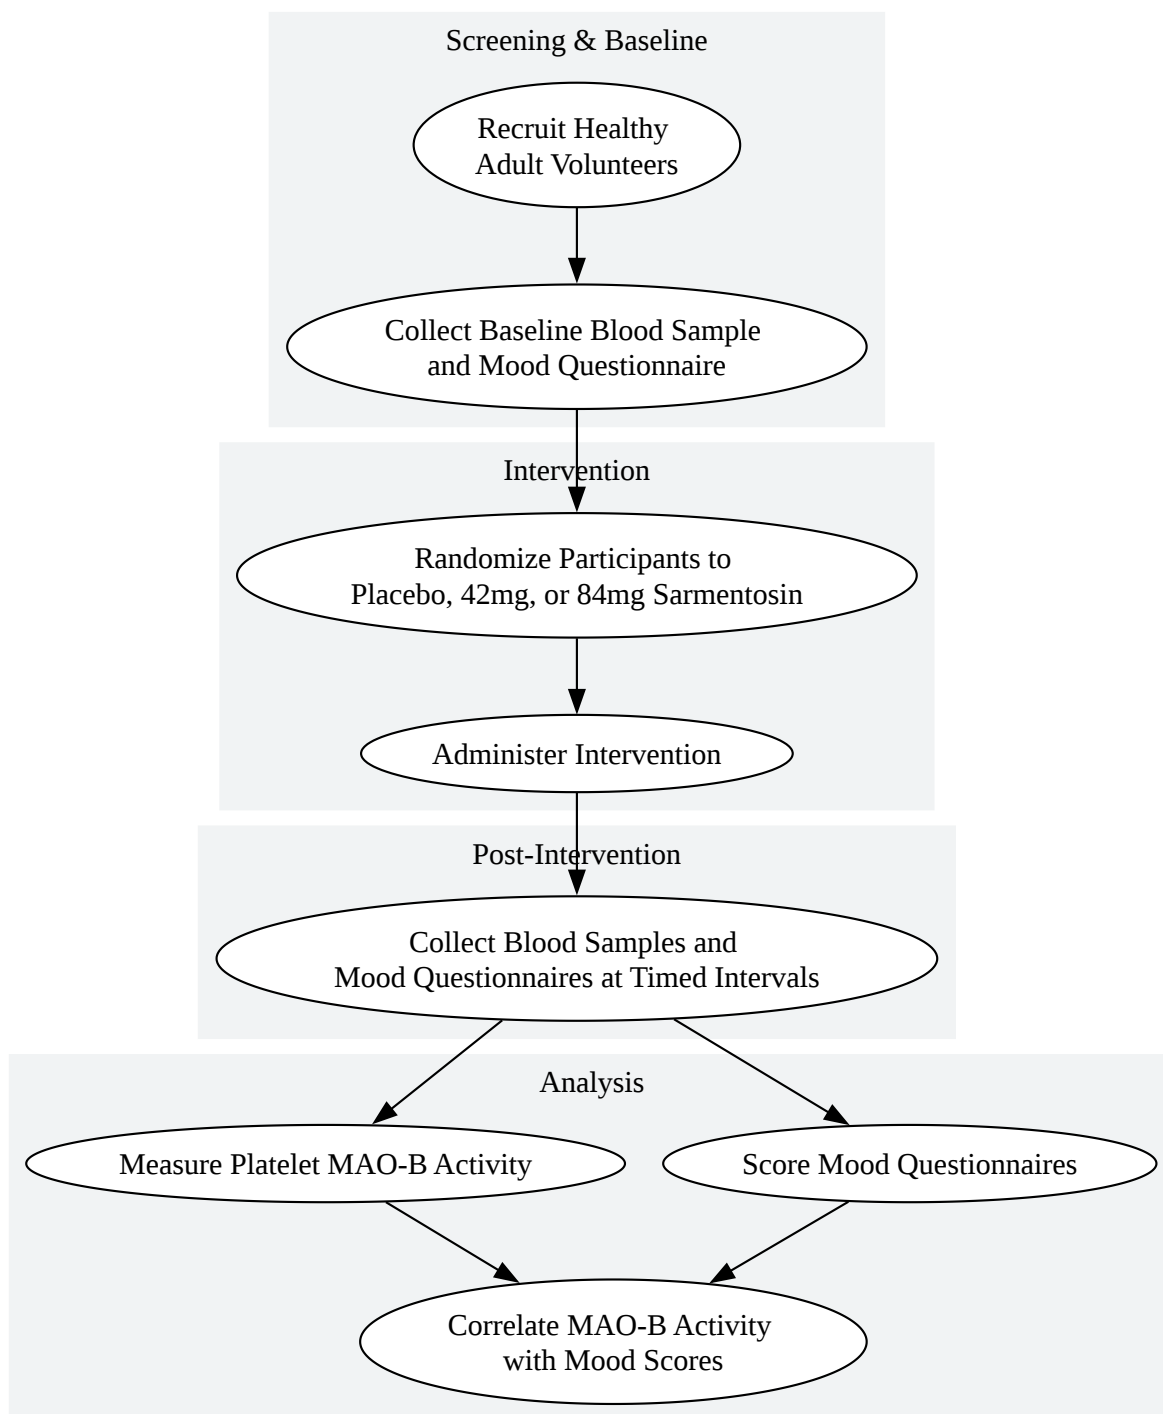 Screening & Baseline
Recruit Healthy
Adult Volunteers
Collect Baseline Blood Sample
and Mood Questionnaire
Intervention
Randomize Participants to
Placebo, 42mg, or 84mg Sarmentosin
Administer Intervention
Post-Intervention
Collect Blood Samples and
Mood Questionnaires at Timed Intervals
Analysis
Measure Platelet MAO-B Activity
Score Mood Questionnaires
Correlate MAO-B Activity
with Mood Scores